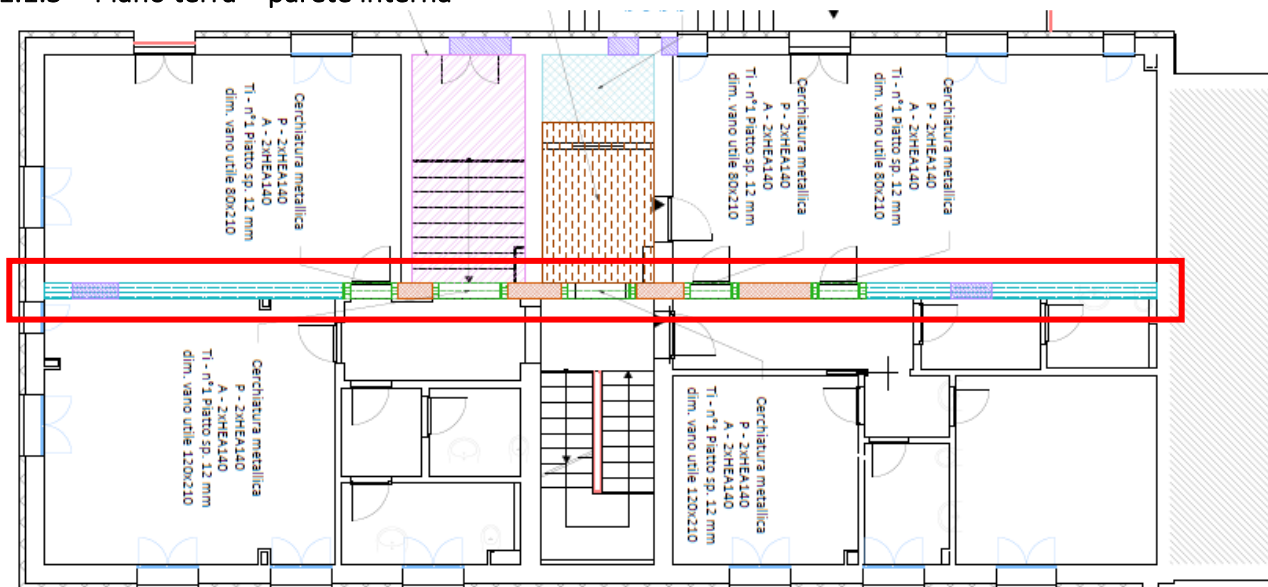 Piano terra – parete interna
Cerchiatura metallica
P - 2xHEA140
A - 2xHEA140
Ti - n°1 Piatto sp. 12 mm
dim. vano utile 80x210
Cerchiatura metallica
P - 2xHEA140
A - 2xHEA140
Ti - n°1 Piatto sp. 12 mm
dim. vano utile 80x210
Cerchiatura metallica
P - 2xHEA140
A - 2xHEA140
Ti - n°1 Piatto sp. 12 mm
dim. vano utile 80x210
Cerchiatura metallica
P - 2xHEA140
A - 2xHEA140
Ti - n°1 Piatto sp. 12 mm
dim. vano utile 120x210
Cerchiatura metallica
P - 2xHEA140
A - 2xHEA140
Ti - n°1 Piatto sp. 12 mm
dim. vano utile 120x210